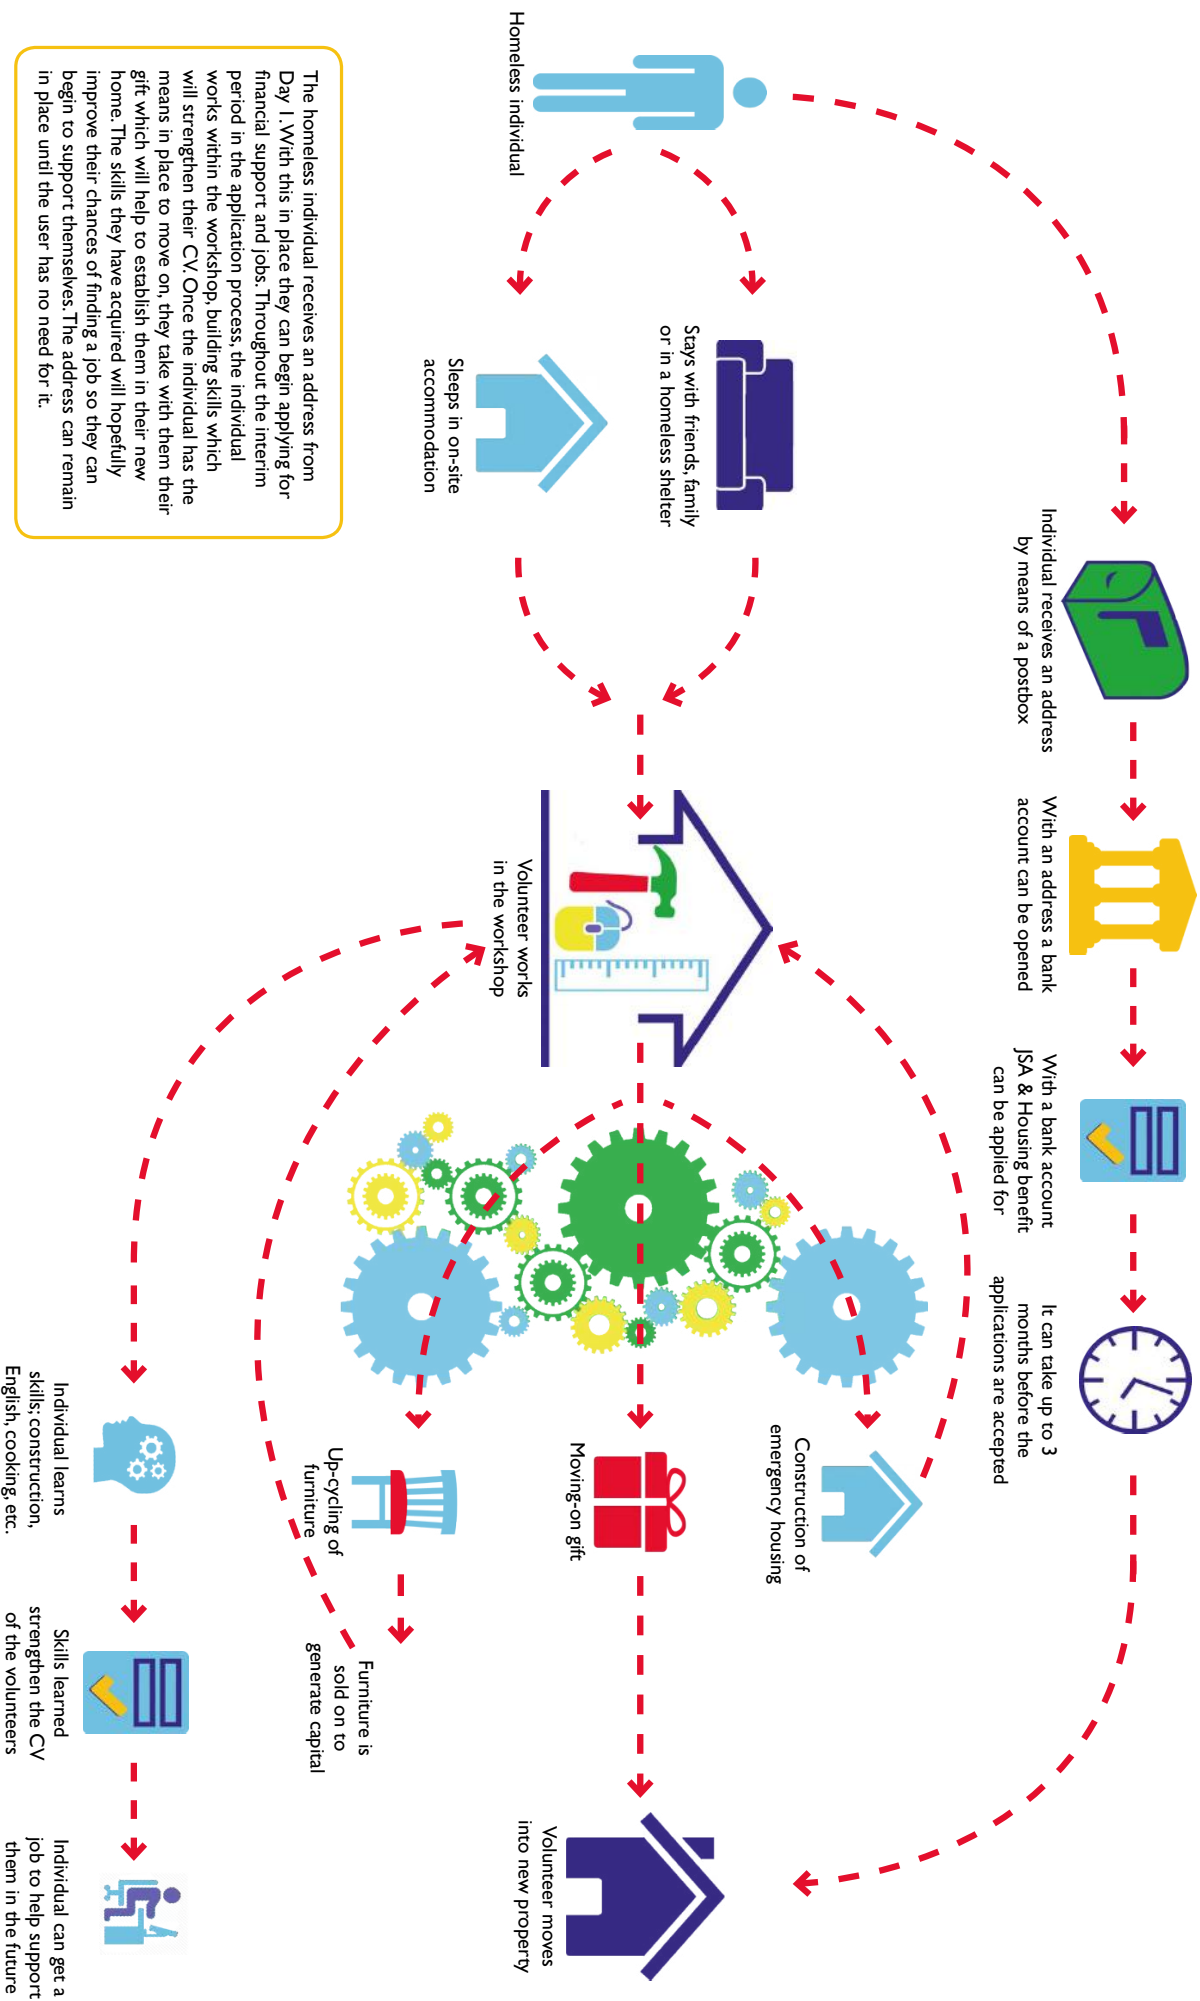 Individual receives an address
by means of a postbox
With an address a bank
account can be opened
With a bank account
JSA & Housing benefit
can be applied for
It can take up to 3
months before the
applications are accepted
Homeless individual
Stays with friends, family
or in a homeless shelter
Sleeps in on-site
accommodation
Volunteer works
in the workshop
Construction of
emergency housing
Moving-on gift
Up-cycling of
furniture
Furniture is
sold on to
generate capital
Volunteer moves
into new property
The homeless individual receives an address from
Day 1. With this in place they can begin applying for
financial support and jobs. Throughout the interim
period in the application process, the individual
works within the workshop, building skills which
will strengthen their CV. Once the individual has the
means in place to move on, they take with them their
gift which will help to establish them in their new
home. The skills they have acquired will hopefully
improve their chances of finding a job so they can
begin to support themselves. The address can remain
in place until the user has no need for it.
Individual learns
skills; construction,
English, cooking, etc.
Skills learned
strengthen the CV
of the volunteers
Individual can get a
job to help support
them in the future